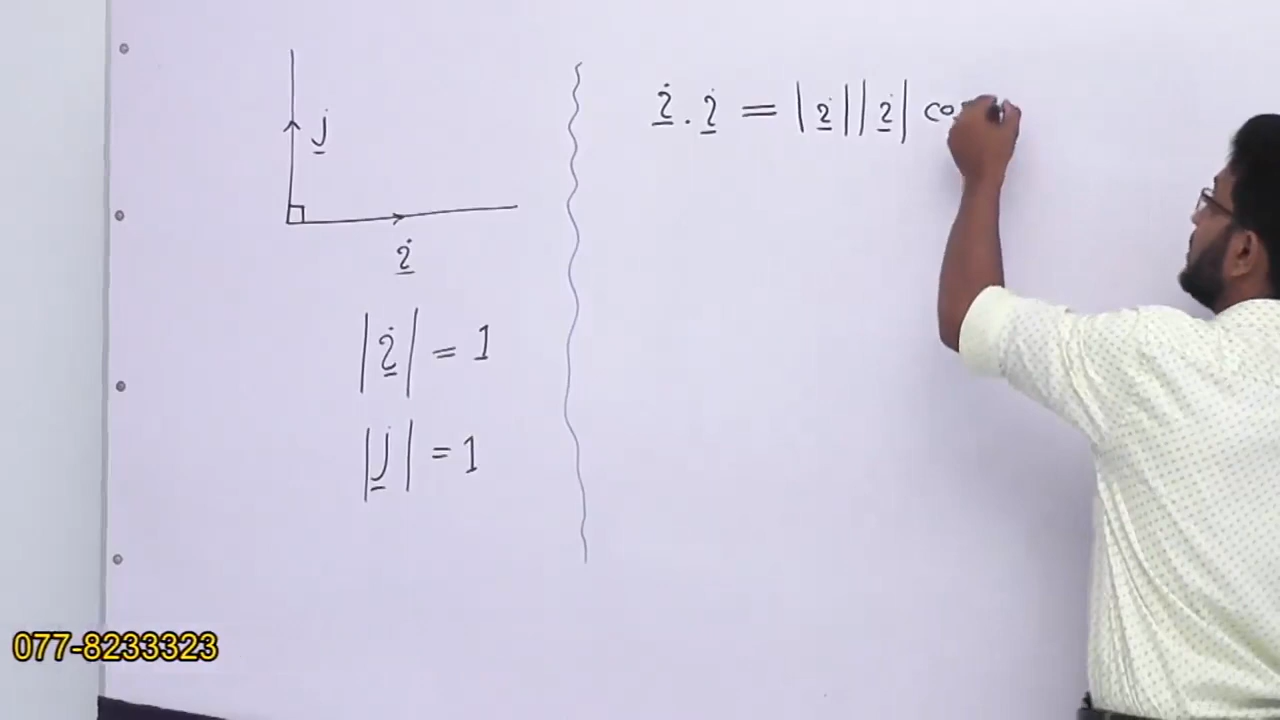 j
i
|i| = 1
|j| = 1
i . i = |i| |i| co
077-8233323